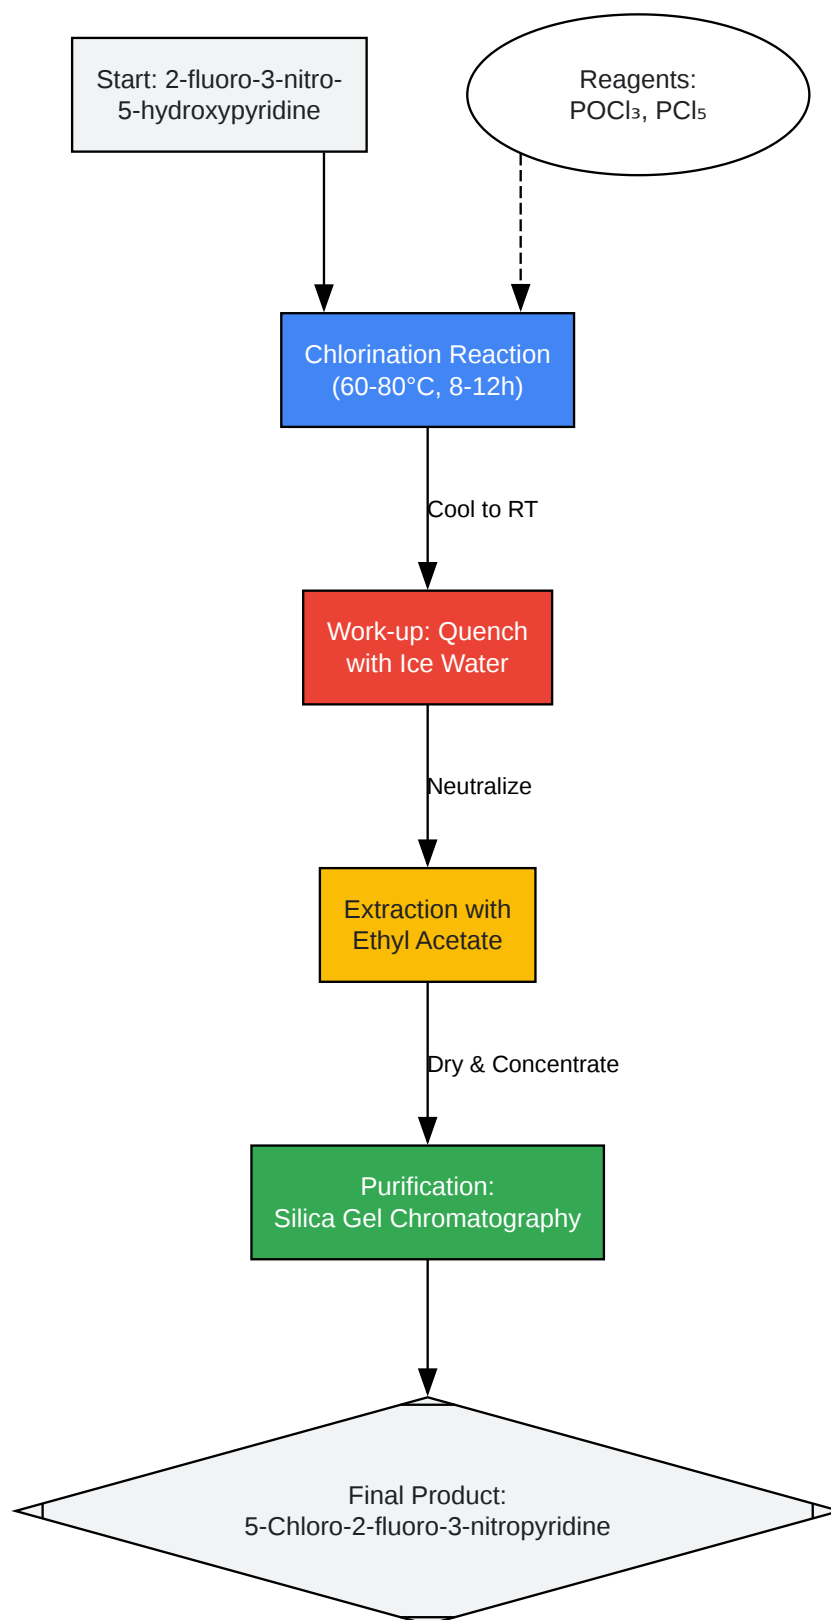 Start: 2-fluoro-3-nitro-
5-hydroxypyridine
Reagents:
POCl₃, PCl₅
Chlorination Reaction
(60-80°C, 8-12h)
Cool to RT
Work-up: Quench
with Ice Water
Neutralize
Extraction with
Ethyl Acetate
Dry & Concentrate
Purification:
Silica Gel Chromatography
Final Product:
5-Chloro-2-fluoro-3-nitropyridine